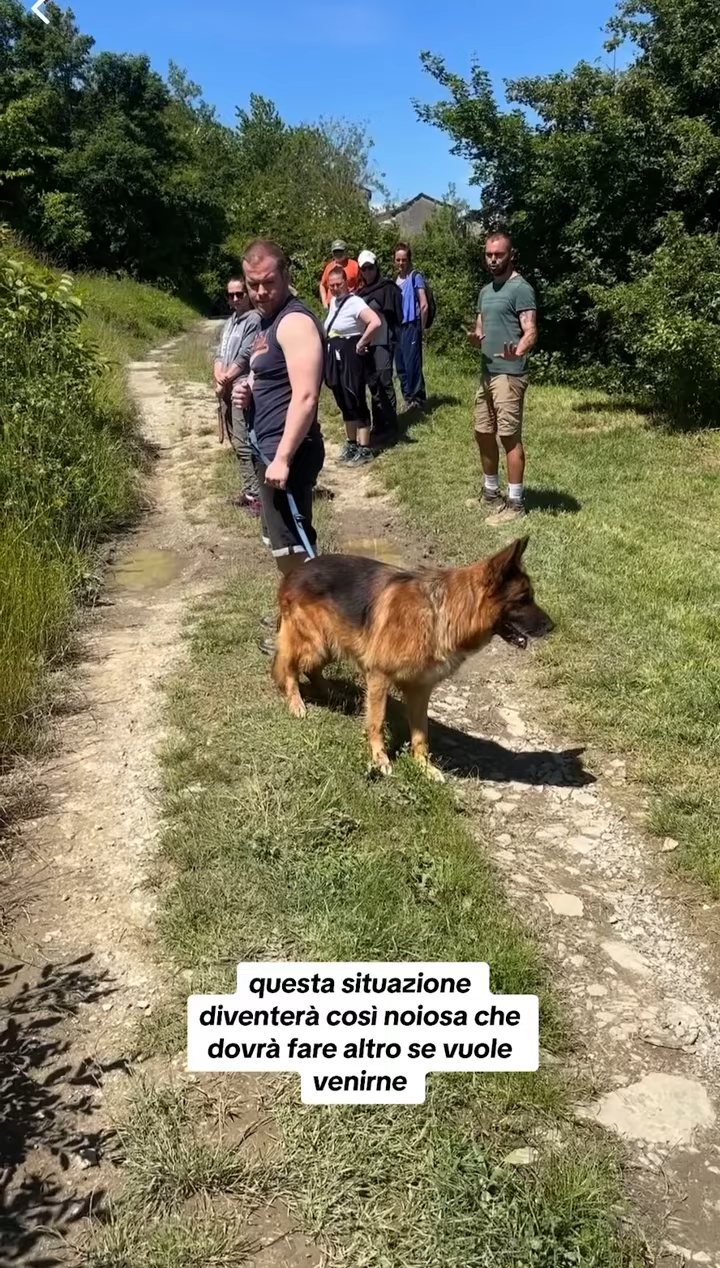 questa situazione
diventerà così noiosa che
dovrà fare altro se vuole
venirne